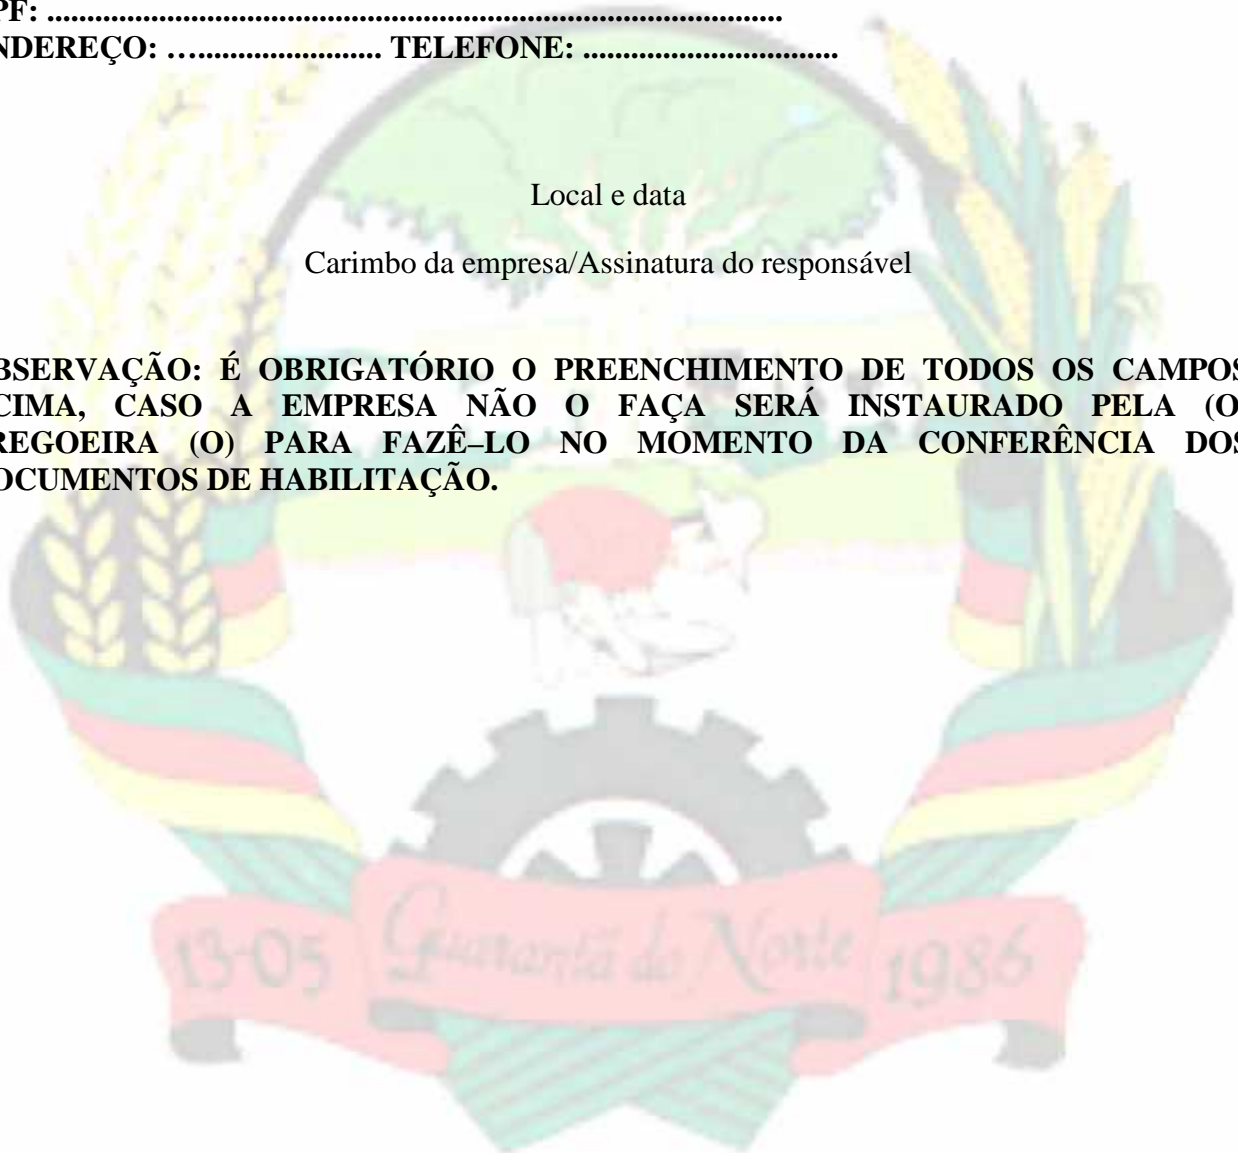 PF: ............................................................................................
NDEREÇO: …....................... TELEFONE: ................................
Local e data
Carimbo da empresa/Assinatura do responsável
BSERVAÇÃO: É OBRIGATÓRIO O PREENCHIMENTO DE TODOS OS CAMPOS
CIMA, CASO A EMPRESA NÃO O FAÇA SERÁ INSTAURADO PELA (O
REGOEIRA (O) PARA FAZÊ–LO NO MOMENTO DA CONFERÊNCIA DOS
OCUMENTOS DE HABILITAÇÃO.
13-05 Guarantã do Norte 1986